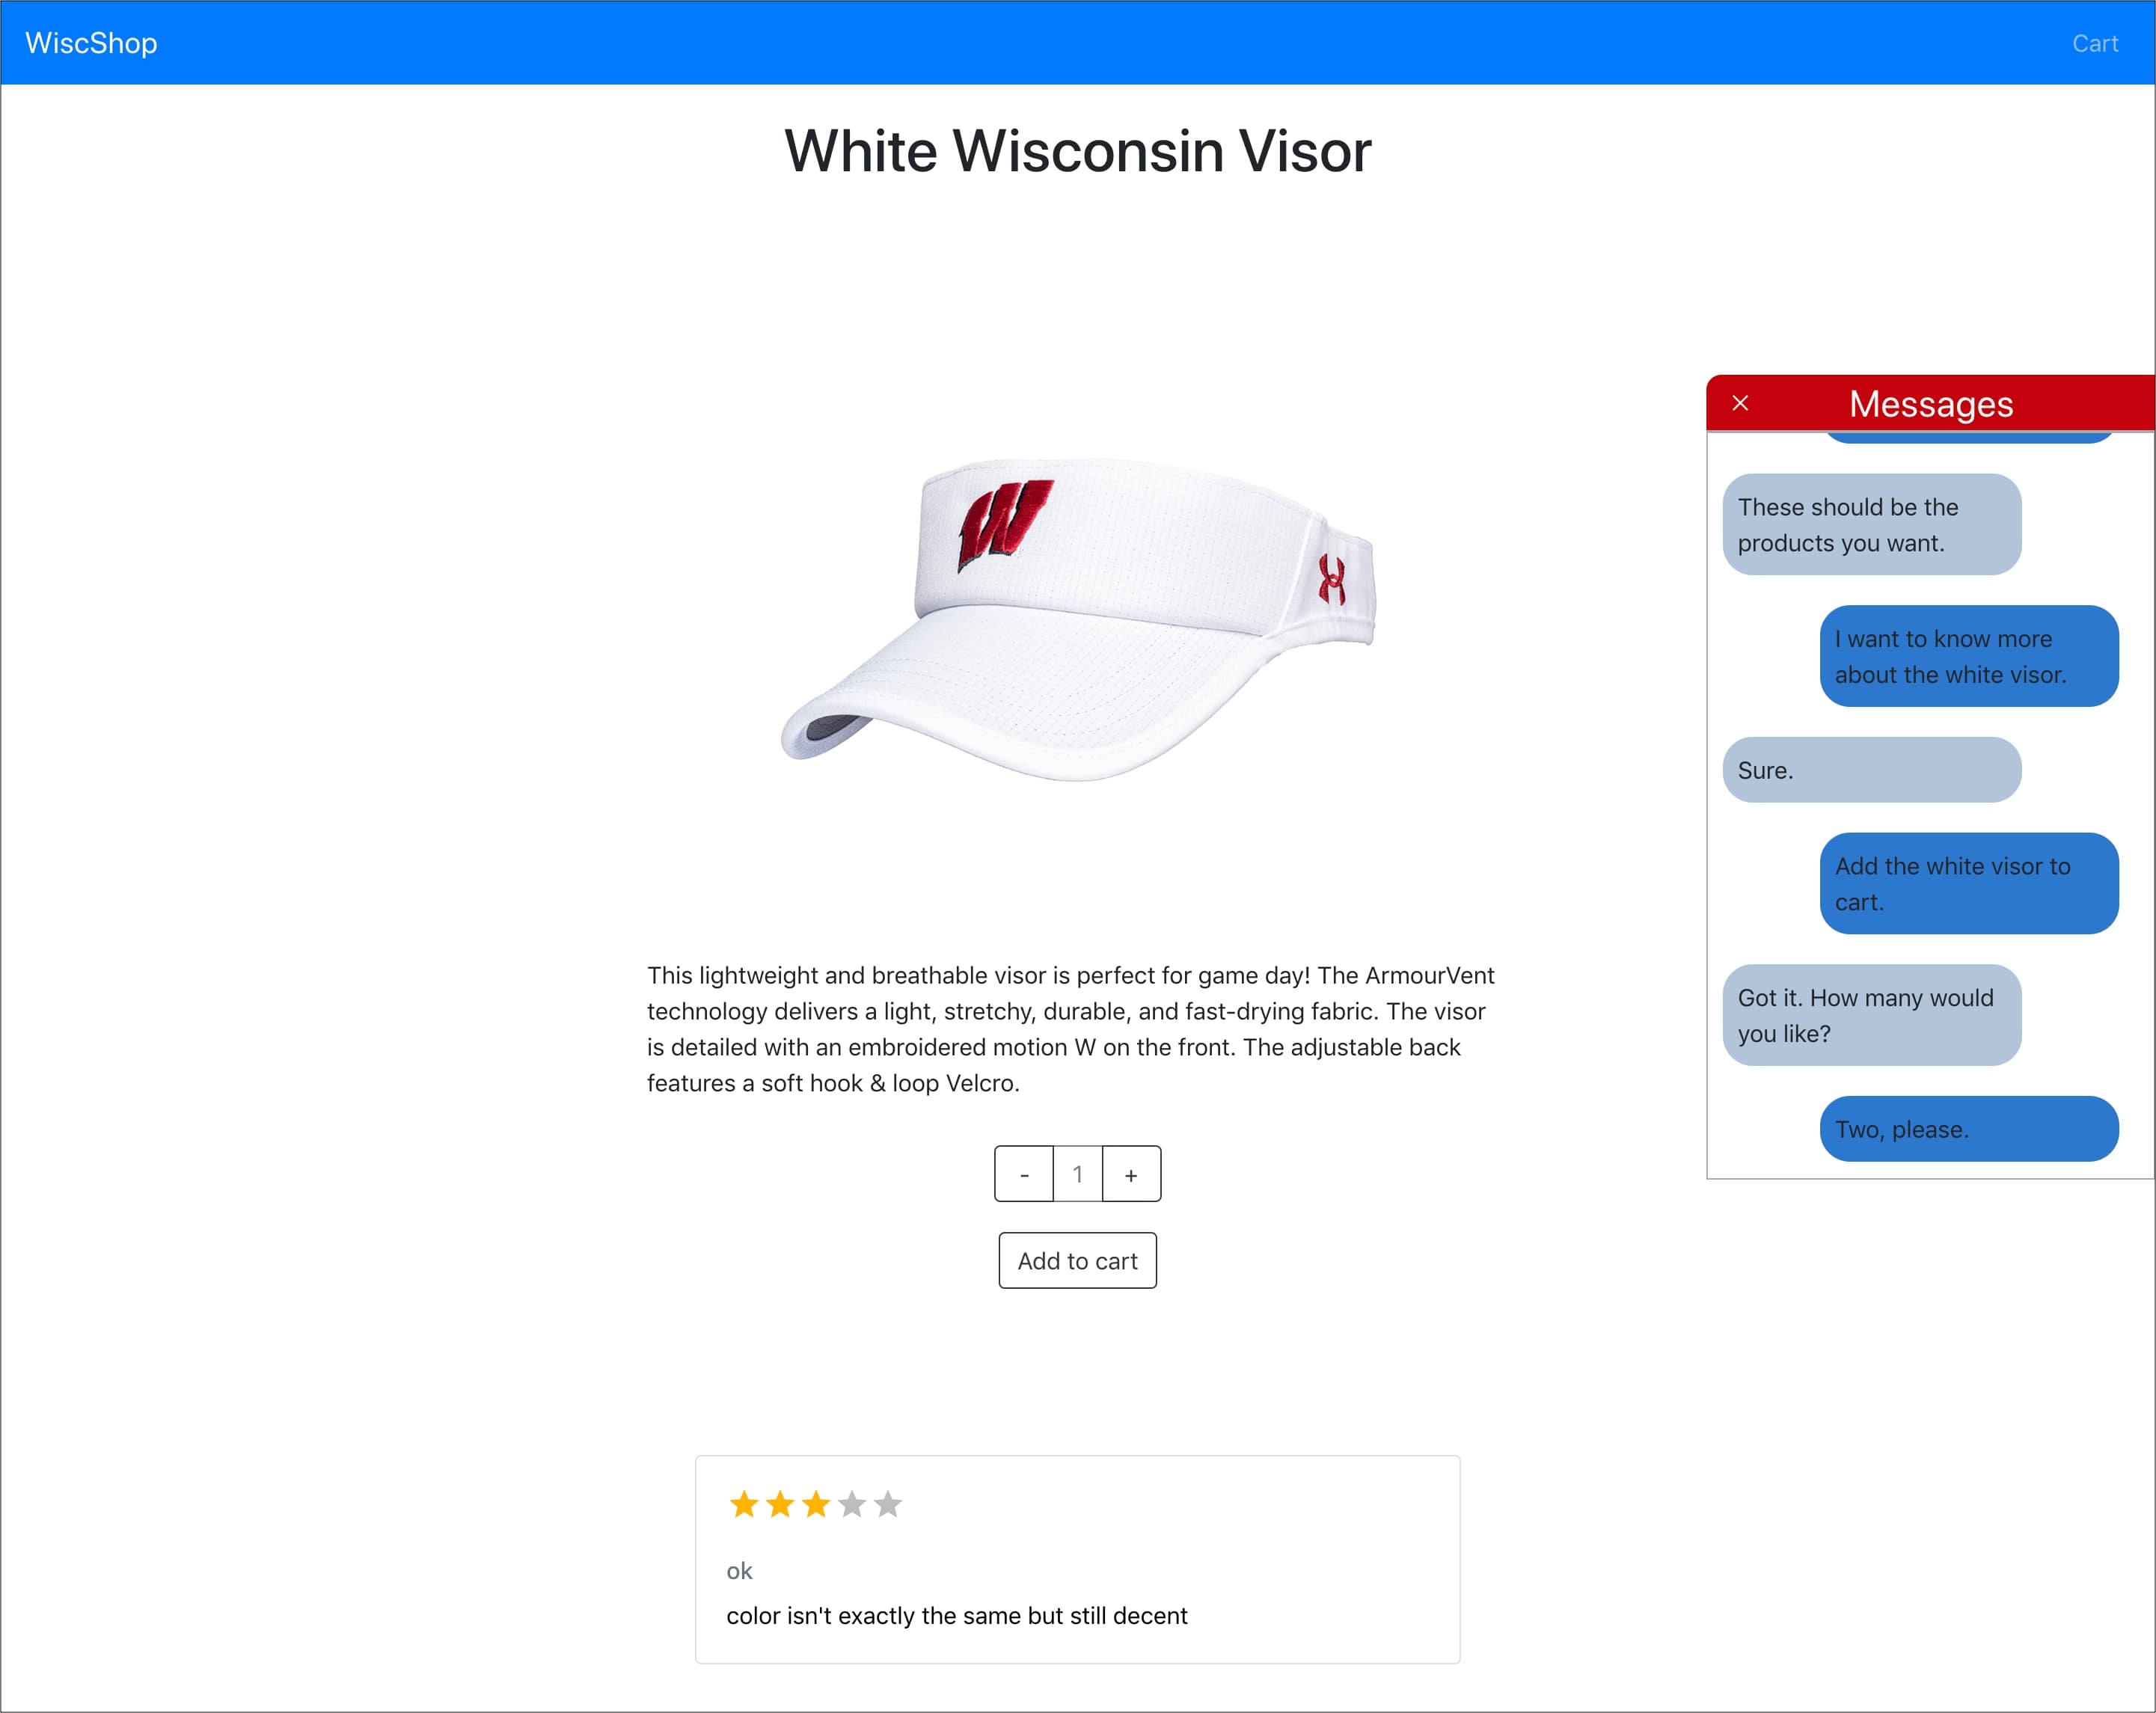 WiscShop
Cart
White Wisconsin Visor
W
This lightweight and breathable visor is perfect for game day! The ArmourVent
technology delivers a light, stretchy, durable, and fast-drying fabric. The visor
is detailed with an embroidered motion W on the front. The adjustable back
features a soft hook & loop Velcro.
- 1 +
Add to cart
ok
color isn't exactly the same but still decent
Messages
These should be the
products you want.
I want to know more
about the white visor.
Sure.
Add the white visor to
cart.
Got it. How many would
you like?
Two, please.